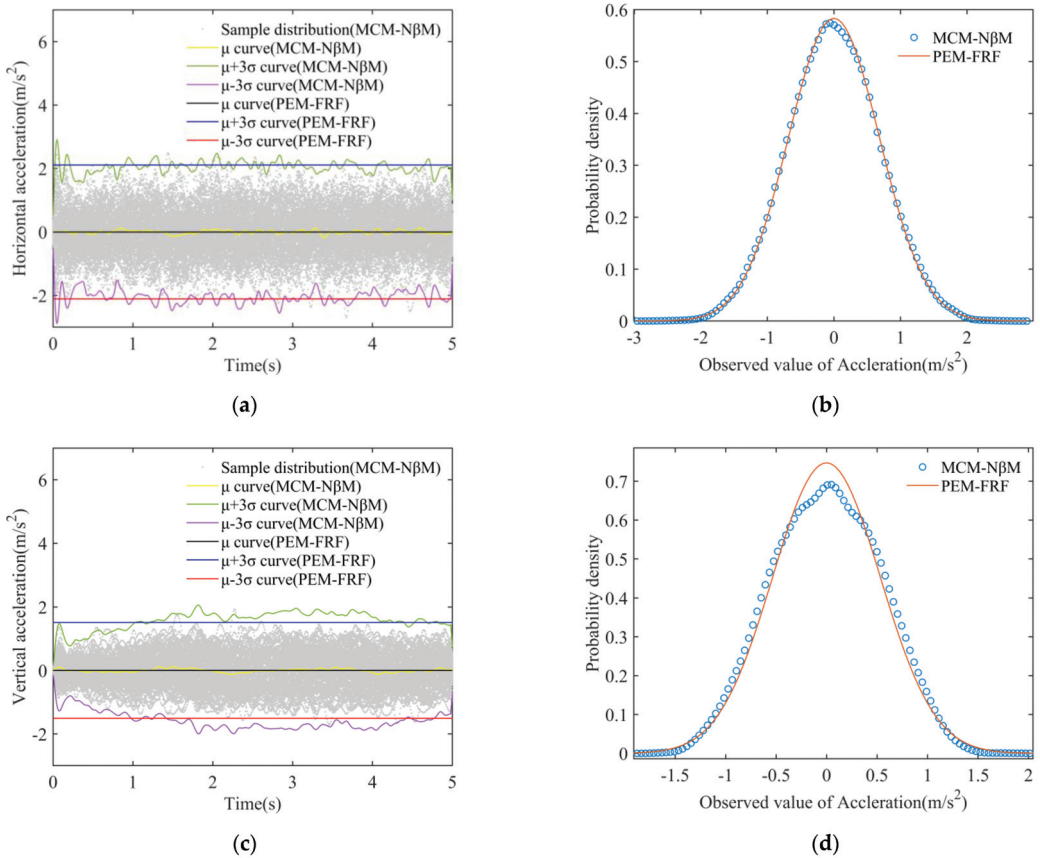 6
4
2
0
-2
Horizontal acceleration(m/s²)
Sample distribution(MCM-NβM)
μ curve(MCM-NβM)
μ+3σ curve(MCM-NβM)
μ-3σ curve(MCM-NβM)
μ curve(PEM-FRF)
μ+3σ curve(PEM-FRF)
μ-3σ curve(PEM-FRF)
0 1 2 3 4 5
Time(s)
(a)
0.6
0.5
0.4
0.3
0.2
0.1
0
Probability density
MCM-NβM
PEM-FRF
-3 -2 -1 0 1 2
Observed value of Accleration(m/s²)
(b)
6
4
2
0
-2
Vertical acceleration(m/s²)
Sample distribution(MCM-NβM)
μ curve(MCM-NβM)
μ+3σ curve(MCM-NβM)
μ-3σ curve(MCM-NβM)
μ curve(PEM-FRF)
μ+3σ curve(PEM-FRF)
μ-3σ curve(PEM-FRF)
0 1 2 3 4 5
Time(s)
(c)
0.7
0.6
0.5
0.4
0.3
0.2
0.1
0
Probability density
MCM-NβM
PEM-FRF
-1.5 -1 -0.5 0 0.5 1 1.5 2
Observed value of Accleration(m/s²)
(d)